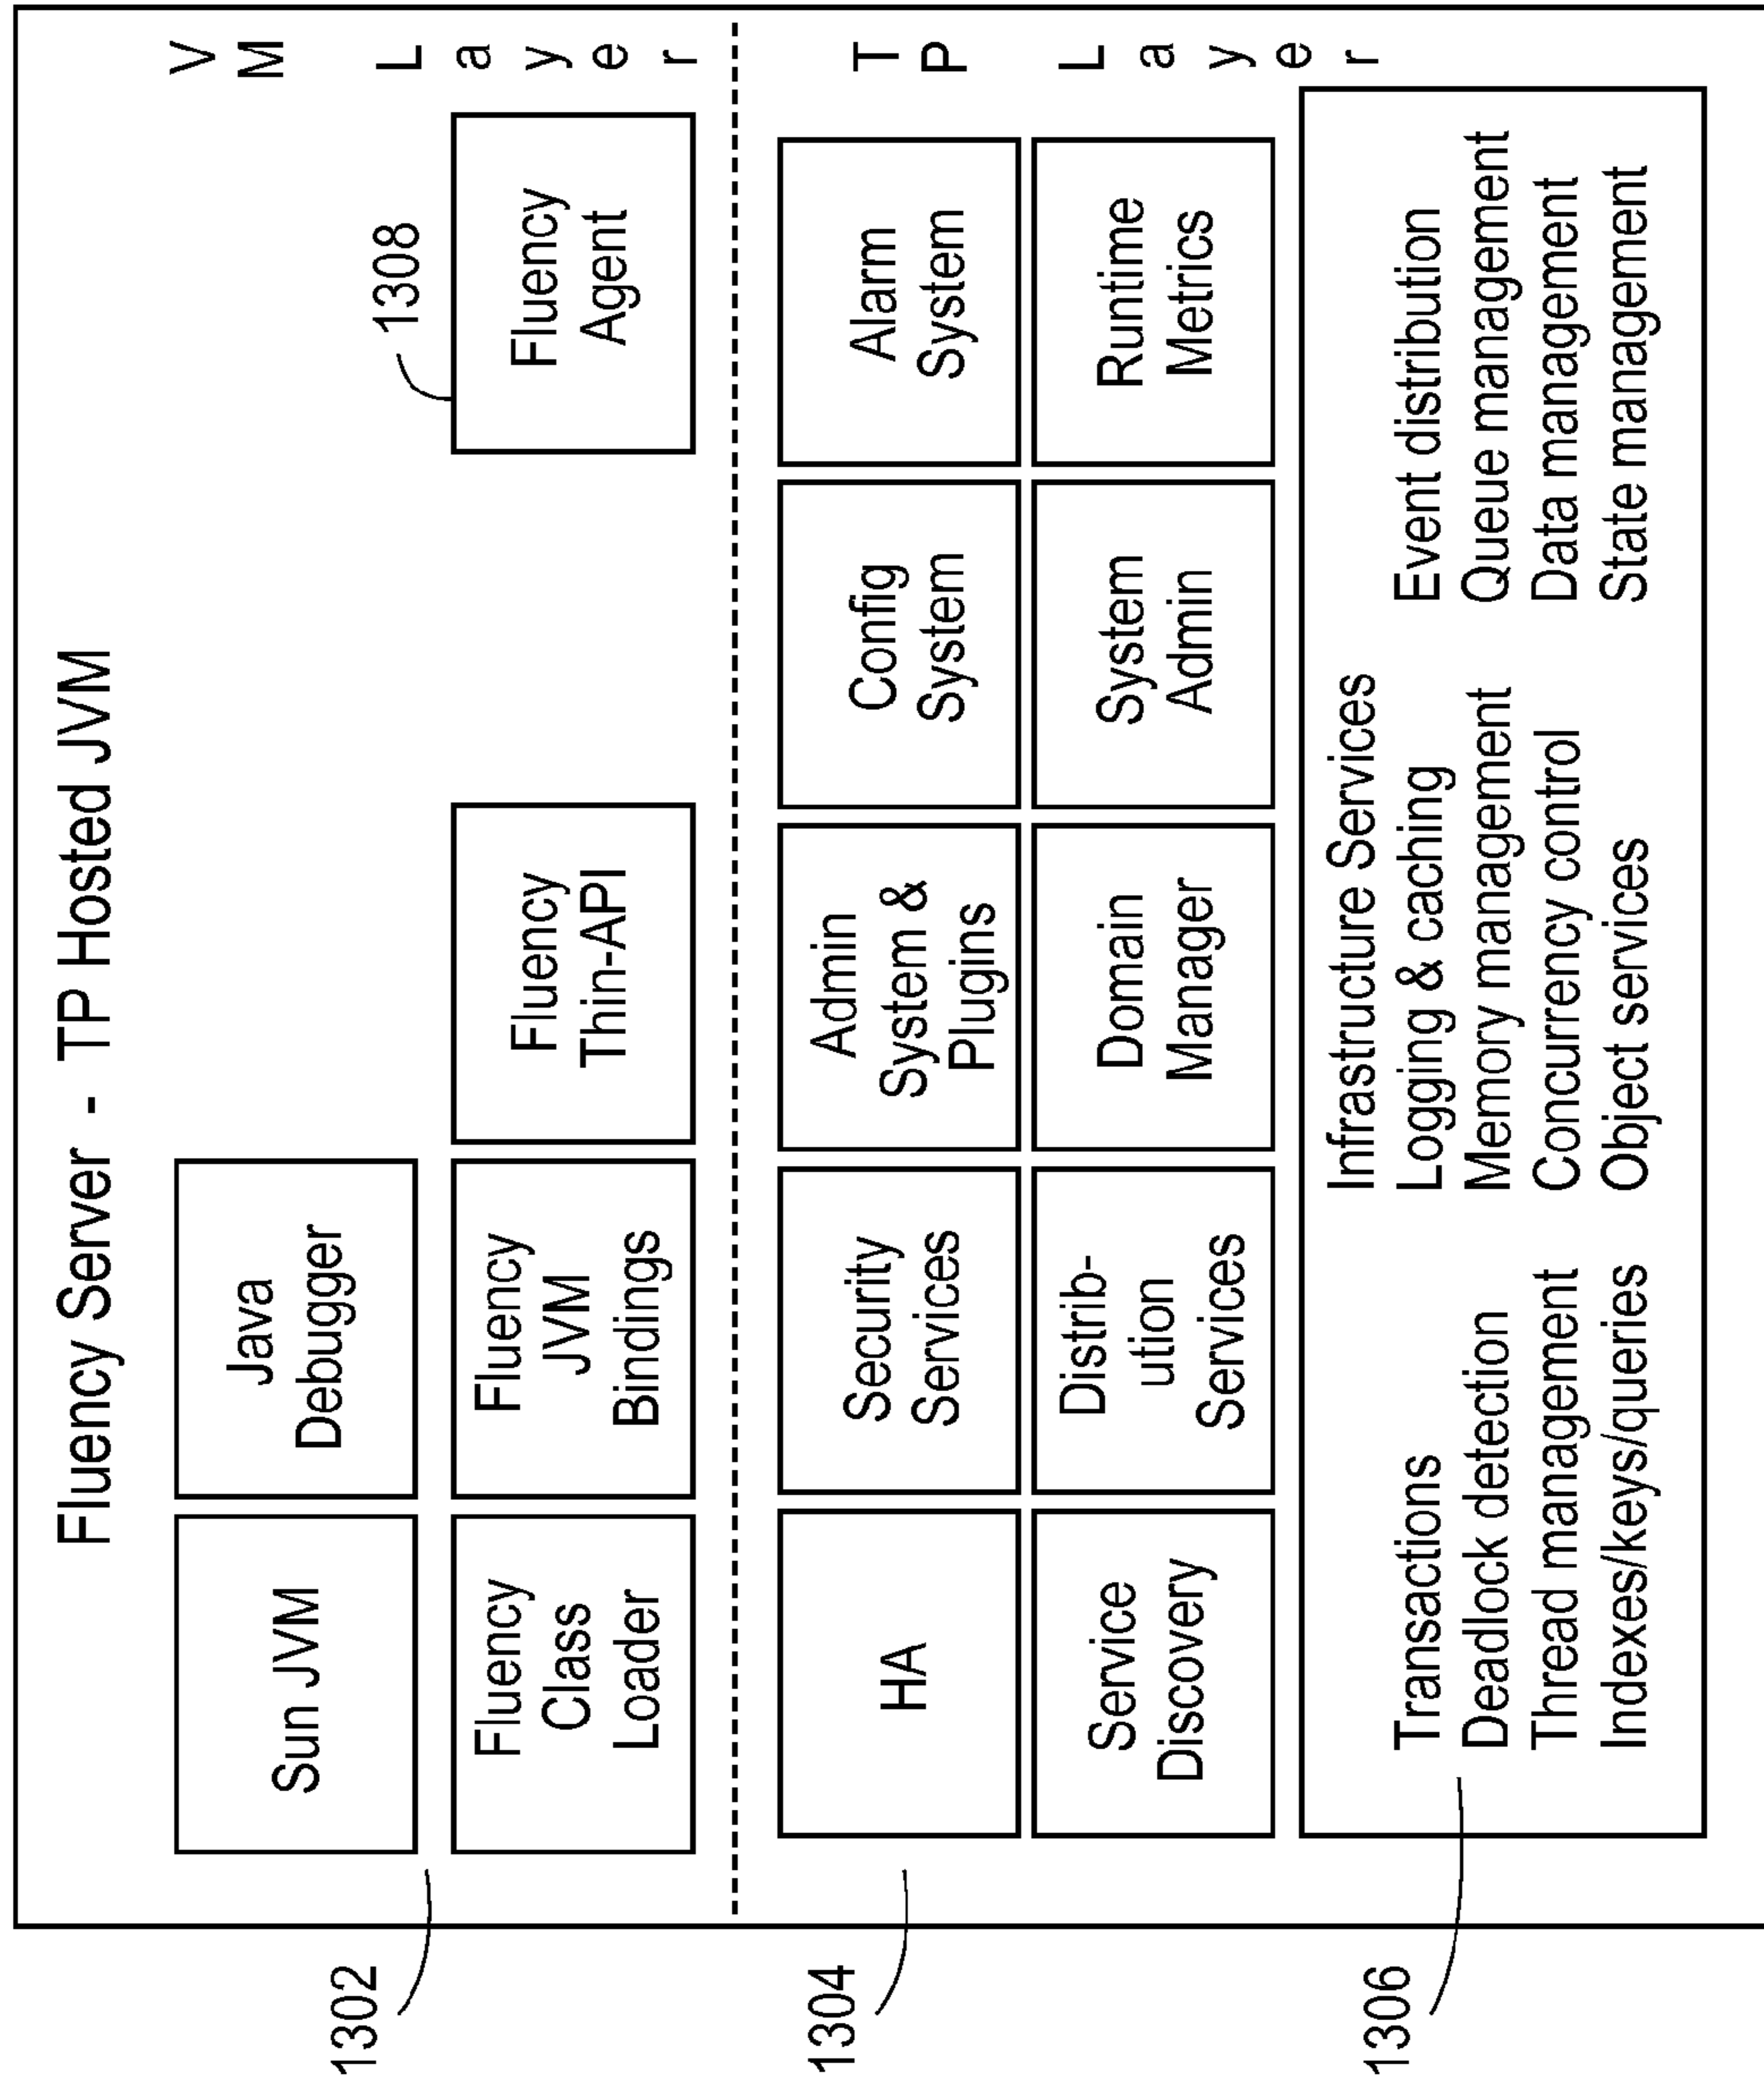 Fluency Server - TP Hosted JVM
Sun JVM
Java
Debugger
Fluency
Class
Loader
Fluency
JVM
Bindings
Fluency
Thin-API
1308
Fluency
Agent
VM Layer
1302
HA
Security
Services
Admin
System &
Plugins
Config
System
Alarm
System
Service
Discovery
Distrib-
ution
Services
Domain
Manager
System
Admin
Runtime
Metrics
TP Layer
1304
Infrastructure Services
Transactions
Deadlock detection
Thread management
Indexes/keys/queries
Logging & caching
Memory management
Concurrency control
Object services
Event distribution
Queue management
Data management
State management
1306